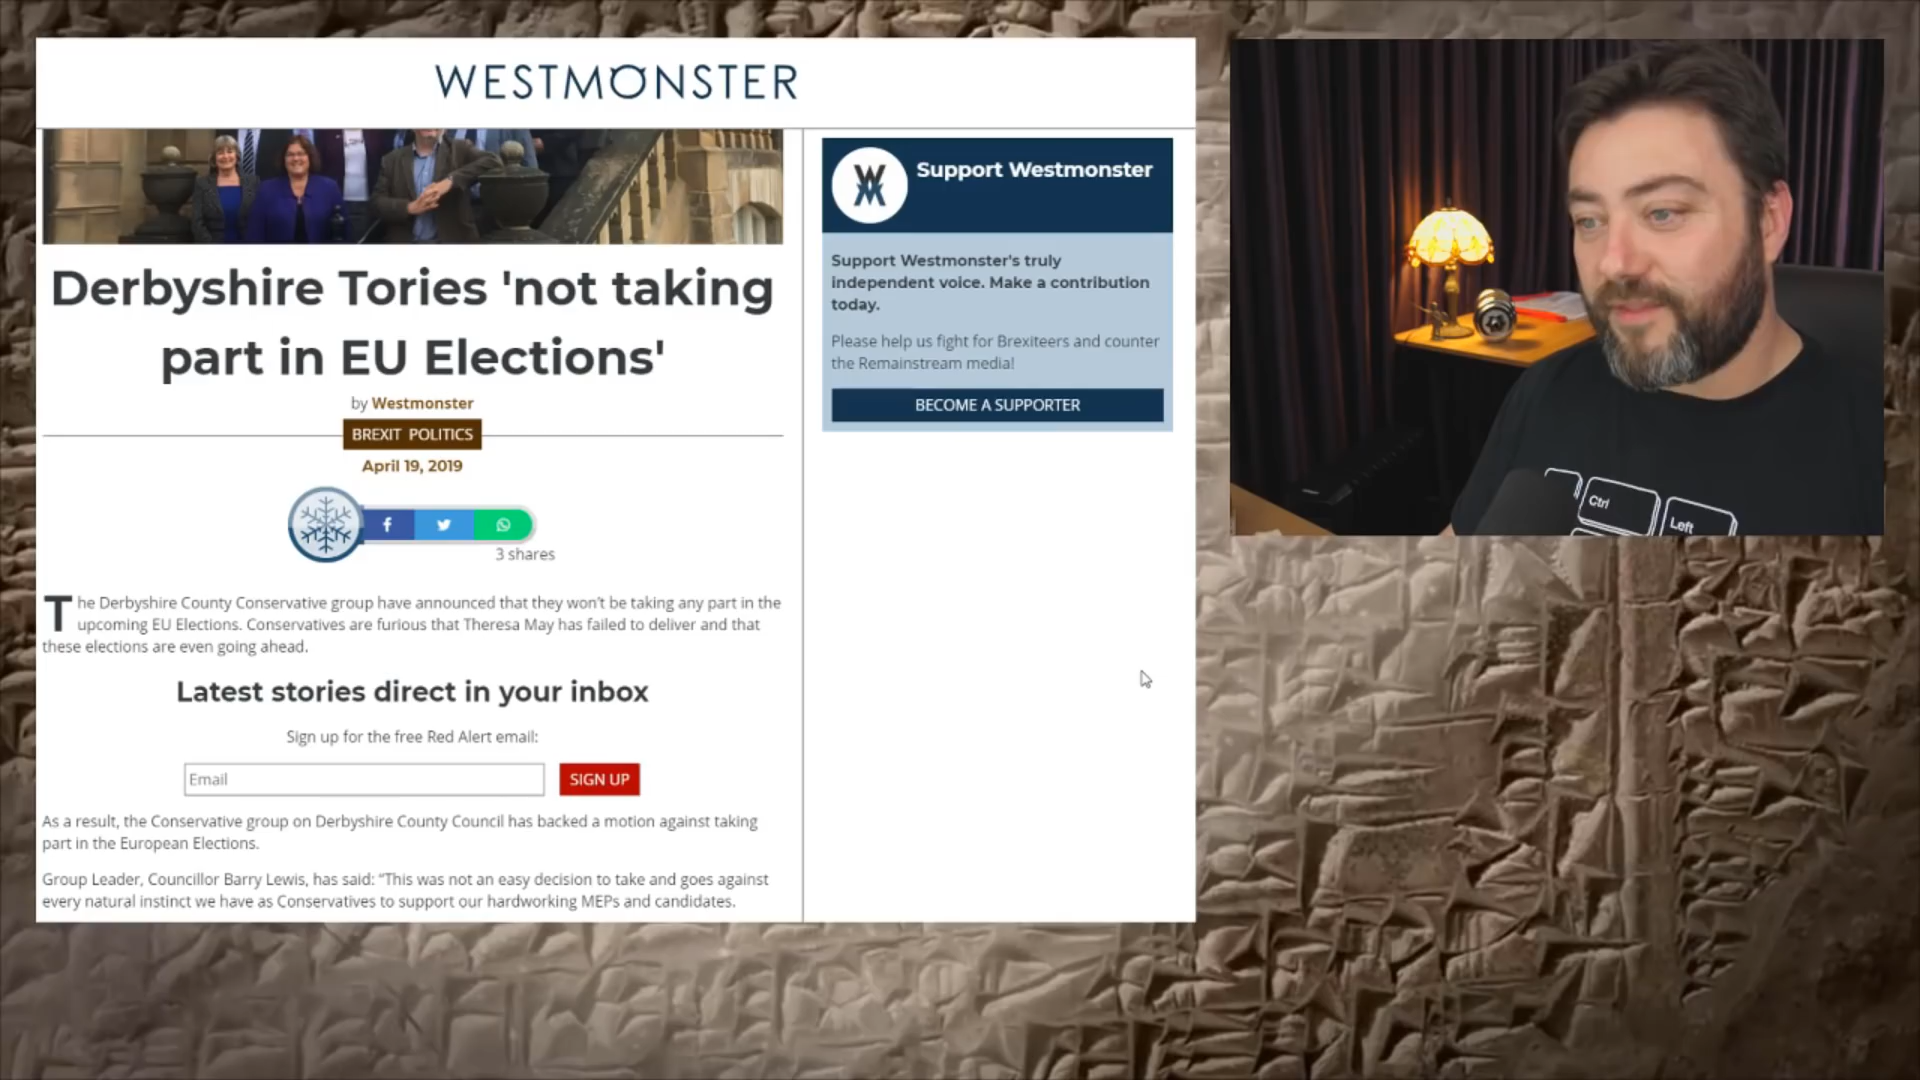 WESTMONSTER
Derbyshire Tories 'not taking
part in EU Elections'
by Westmonster
BREXIT POLITICS
April 19, 2019
3 shares
The Derbyshire County Conservative group have announced that they won't be taking any part in the
upcoming EU Elections. Conservatives are furious that Theresa May has failed to deliver and that
these elections are even going ahead.
Latest stories direct in your inbox
Sign up for the free Red Alert email:
Email
SIGN UP
As a result, the Conservative group on Derbyshire County Council has backed a motion against taking
part in the European Elections.
Group Leader, Councillor Barry Lewis, has said: "This was not an easy decision to take and goes against
every natural instinct we have as Conservatives to support our hardworking MEPs and candidates.
Support Westmonster
Support Westmonster's truly
independent voice. Make a contribution
today.
Please help us fight for Brexiteers and counter
the Remainstream media!
BECOME A SUPPORTER
Ctrl
Left